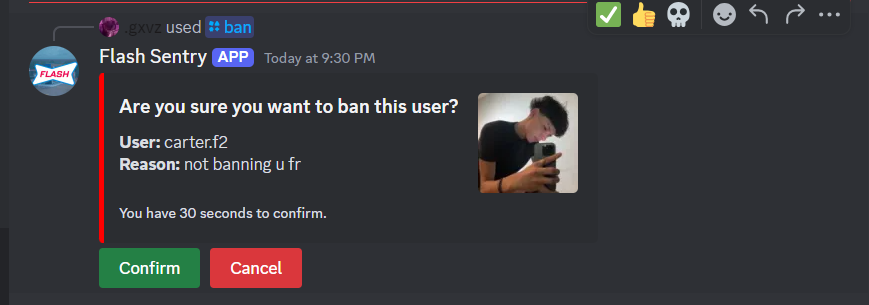 .gxvz used ban
FLASH
Flash Sentry APP Today at 9:30 PM
Are you sure you want to ban this user?
User: carter.f2
Reason: not banning u fr
You have 30 seconds to confirm.
Confirm Cancel